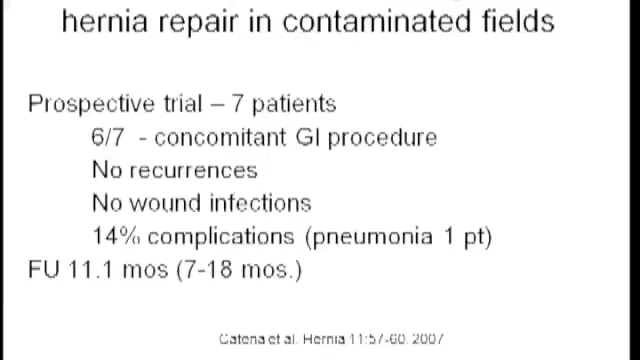 hernia repair in contaminated fields
Prospective trial – 7 patients
6/7 - concomitant GI procedure
No recurrences
No wound infections
14% complications (pneumonia 1 pt)
FU 11.1 mos (7-18 mos.)
Catena et al. Hernia 11:57-60, 2007